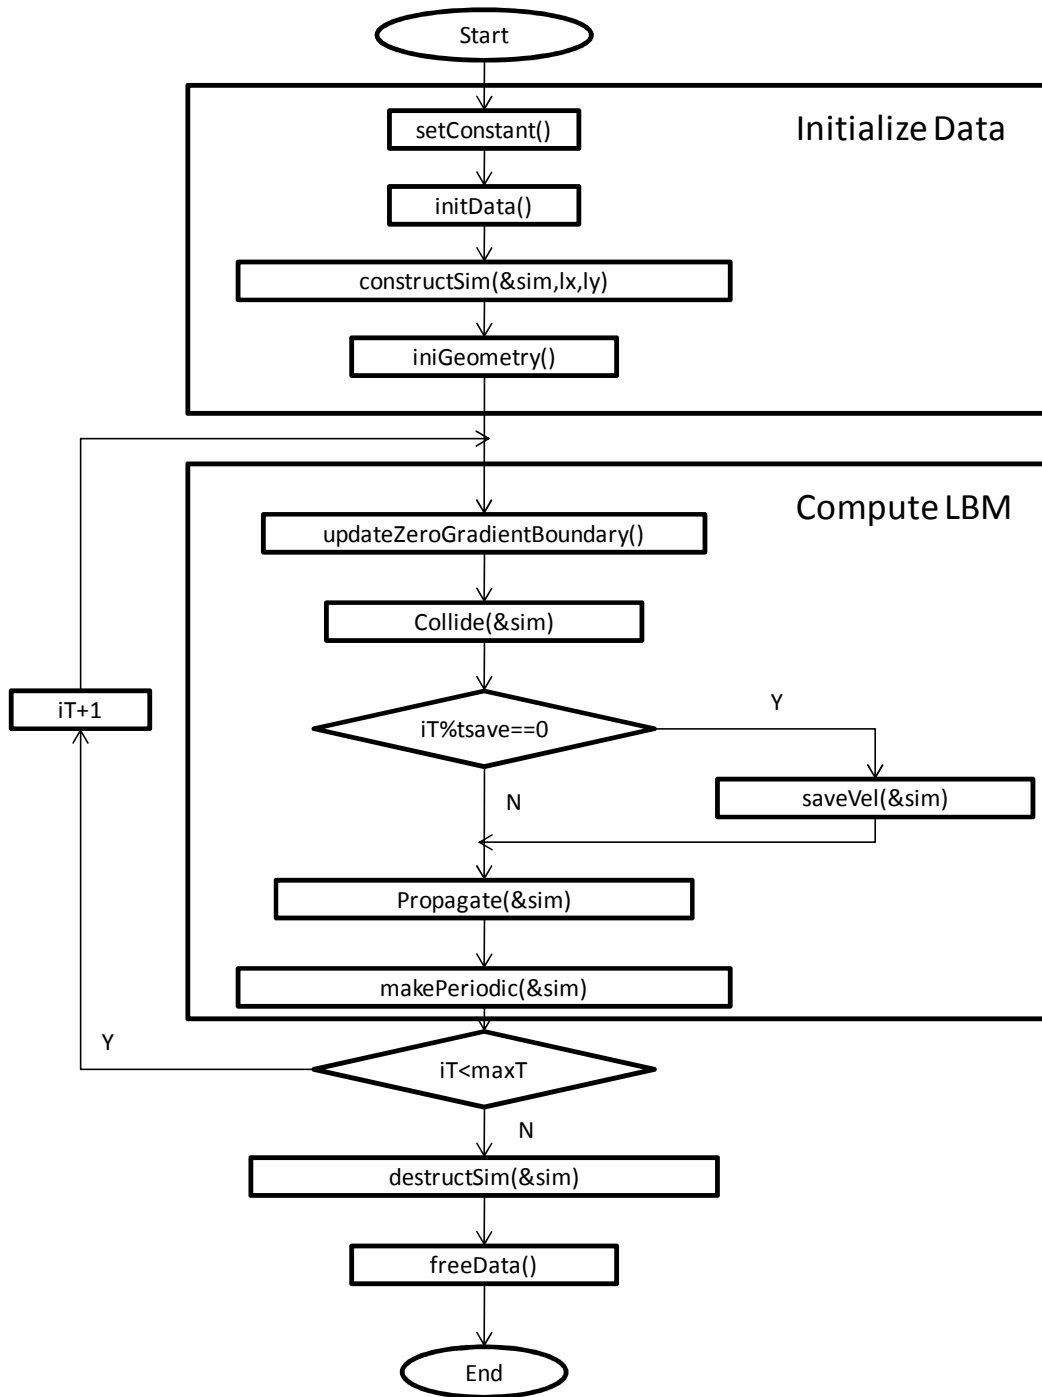 Start
Initialize Data
setConstant()
initData()
constructSim(&sim,lx,ly)
iniGeometry()
Compute LBM
updateZeroGradientBoundary()
Collide(&sim)
iT+1
iT%tsave==0
Y
N
saveVel(&sim)
Propagate(&sim)
makePeriodic(&sim)
Y
iT<maxT
N
destructSim(&sim)
freeData()
End